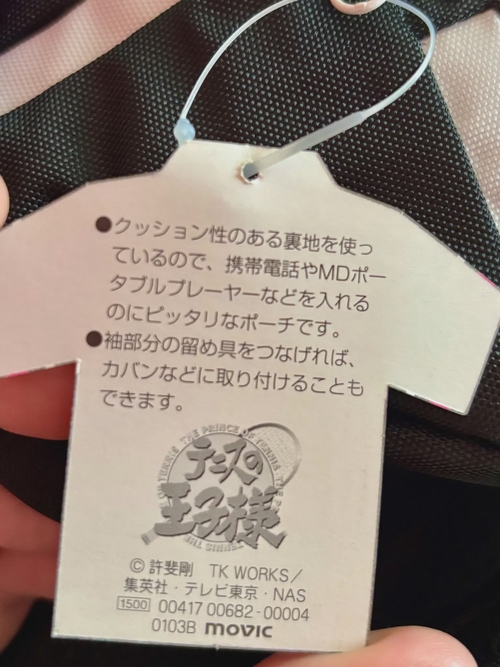 ●クッション性のある裏地を使っ
ているので、携帯電話やMDポー
タブルプレーヤーなどを入れる
のにピッタリなポーチです。
●袖部分の留め具をつなげれば、
カバンなどに取り付けることも
できます。
THE PRINCE OF TENNIS
テニスの
王子様
© 許斐剛 TK WORKS/
集英社・テレビ東京・NAS
1500 00417 00682-00004
0103B movic